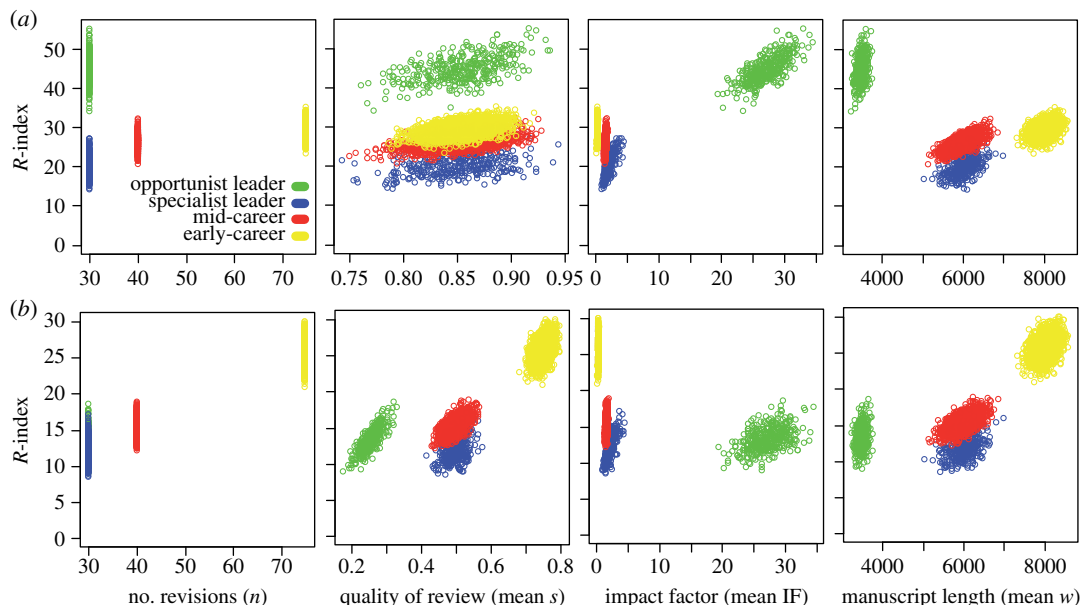 (a)
R-index
50
40
30
20
10
0
opportunist leader
specialist leader
mid-career
early-career
30 40 50 60 70
0.75 0.80 0.85 0.90 0.95
0 10 20 30
4000 6000 8000
(b)
R-index
30
25
20
15
10
5
0
30 40 50 60 70
0.2 0.4 0.6 0.8
0 10 20 30
4000 6000 8000
no. revisions (n) quality of review (mean s) impact factor (mean IF) manuscript length (mean w)